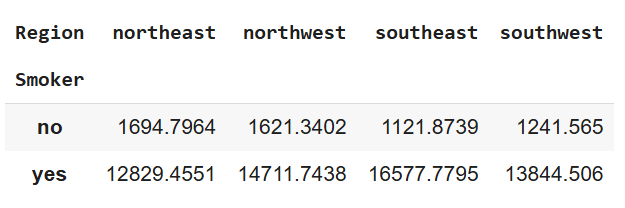 Region northeast northwest southeast southwest
Smoker
no 1694.7964 1621.3402 1121.8739 1241.565
yes 12829.4551 14711.7438 16577.7795 13844.506